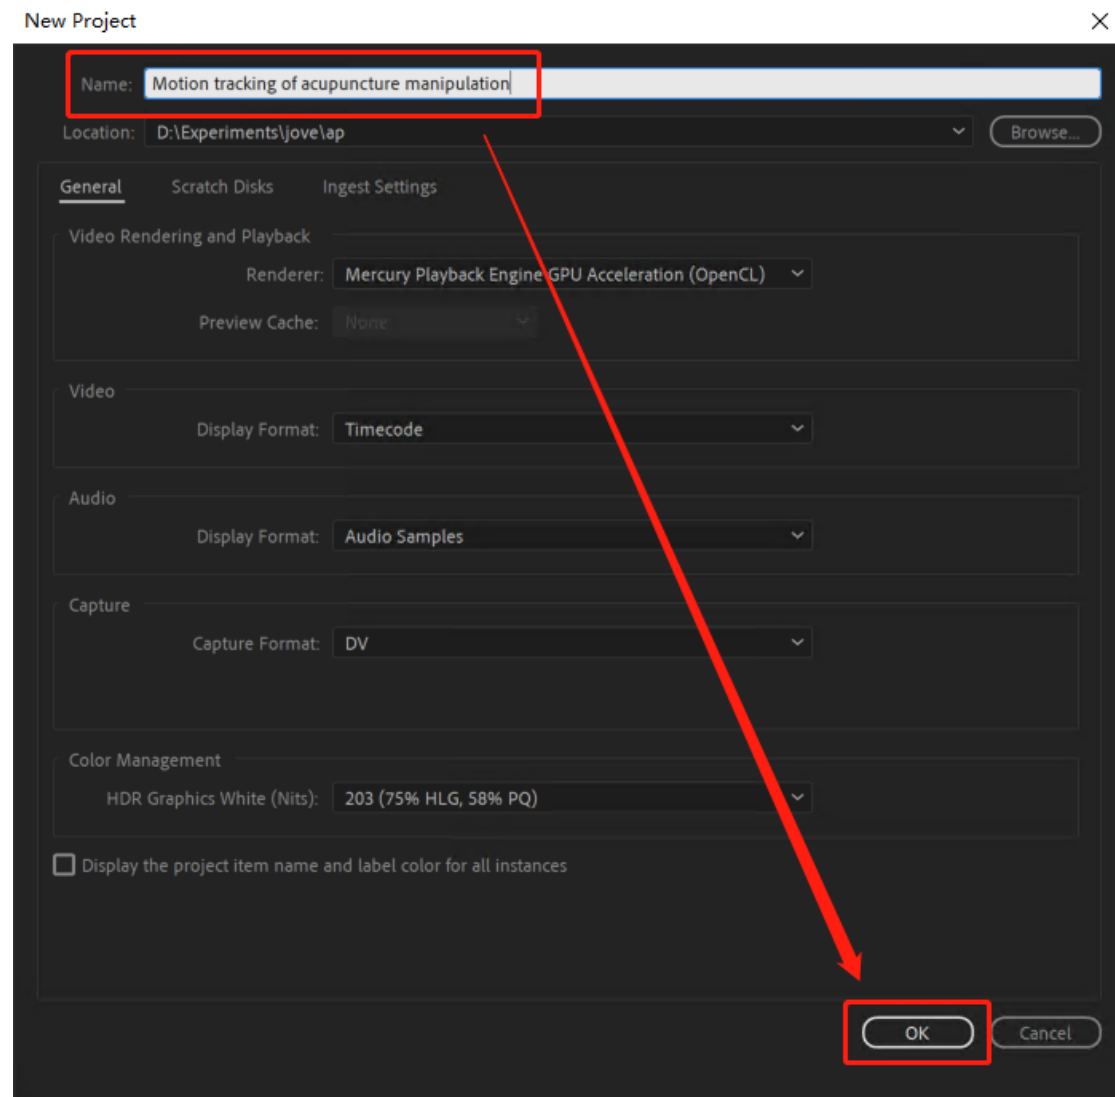 New Project
Name: Motion tracking of acupuncture manipulation
Location: D:\Experiments\jove\ap Browse...
General Scratch Disks Ingest Settings
Video Rendering and Playback
Renderer: Mercury Playback Engine GPU Acceleration (OpenCL)
Preview Cache: None
Video
Display Format: Timecode
Audio
Display Format: Audio Samples
Capture
Capture Format: DV
Color Management
HDR Graphics White (Nits): 203 (75% HLG, 58% PQ)
Display the project item name and label color for all instances
OK Cancel